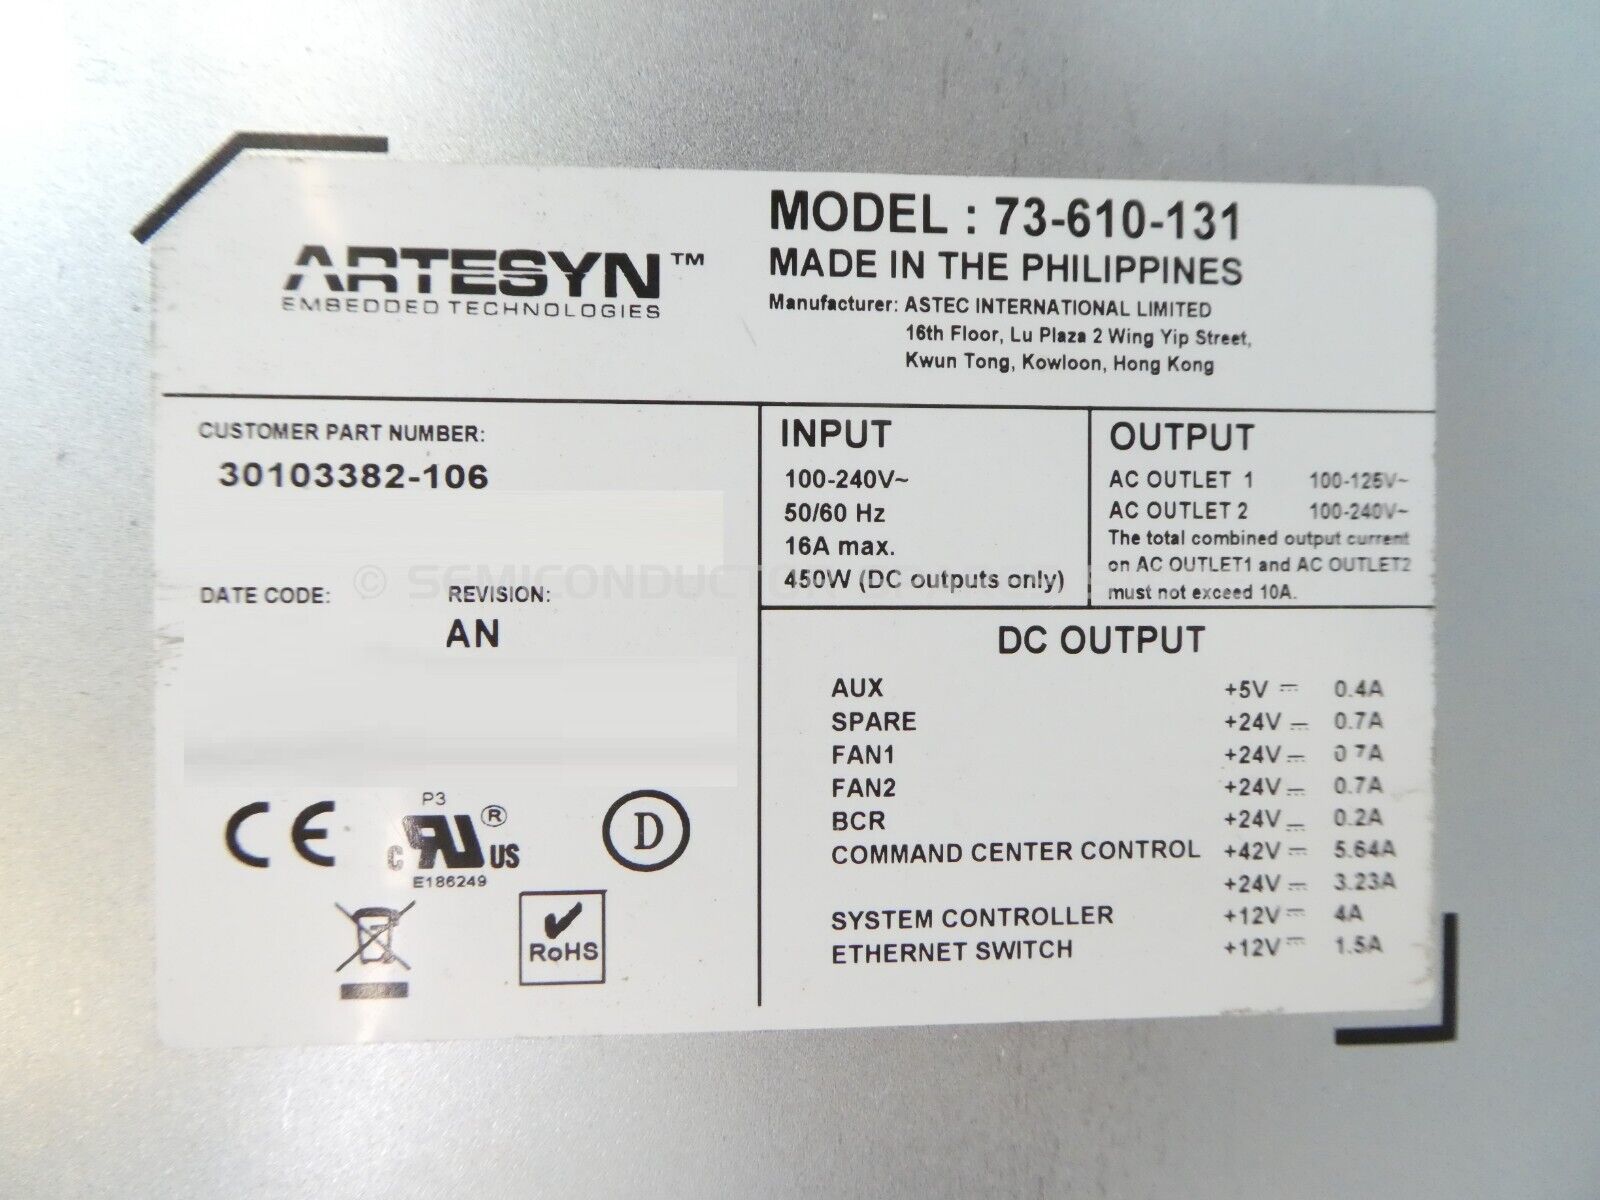 ARTESYN™
EMBEDDED TECHNOLOGIES
MODEL : 73-610-131
MADE IN THE PHILIPPINES
Manufacturer: ASTEC INTERNATIONAL LIMITED
16th Floor, Lu Plaza 2 Wing Yip Street,
Kwun Tong, Kowloon, Hong Kong
CUSTOMER PART NUMBER:
30103382-106
DATE CODE:
REVISION:
AN
P3
CE
c RU ® US
E186249
D
RoHS
INPUT
100-240V~
50/60 Hz
16A max.
450W (DC outputs only)
OUTPUT
AC OUTLET 1 100-125V~
AC OUTLET 2 100-240V~
The total combined output current
on AC OUTLET1 and AC OUTLET2
must not exceed 10A.
DC OUTPUT
AUX +5V ⎓ 0.4A
SPARE +24V ⎓ 0.7A
FAN1 +24V ⎓ 0.7A
FAN2 +24V ⎓ 0.7A
BCR +24V ⎓ 0.2A
COMMAND CENTER CONTROL +42V ⎓ 5.64A
+24V ⎓ 3.23A
SYSTEM CONTROLLER +12V ⎓ 4A
ETHERNET SWITCH +12V ⎓ 1.5A
© SEMICONDUCTOR